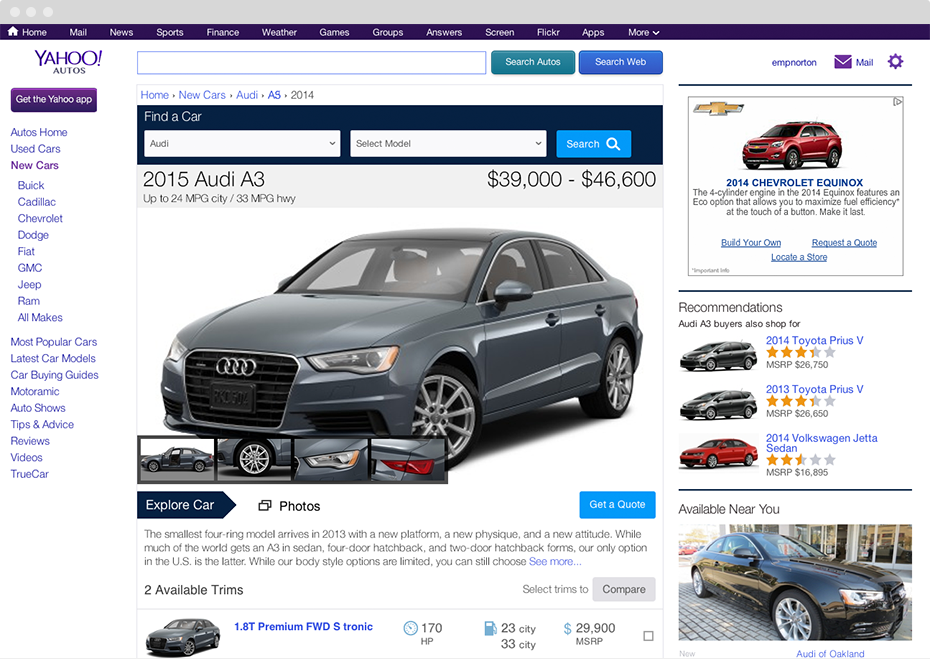 Home Mail News Sports Finance Weather Games Groups Answers Screen Flickr Apps More
YAHOO!
AUTOS
Search Autos
Search Web
empnorton
Mail
Get the Yahoo app
Autos Home
Used Cars
New Cars
Buick
Cadillac
Chevrolet
Dodge
Fiat
GMC
Jeep
Ram
All Makes
Most Popular Cars
Latest Car Models
Car Buying Guides
Motoramic
Auto Shows
Tips & Advice
Reviews
Videos
TrueCar
Home › New Cars › Audi › A5 › 2014
Find a Car
Audi
Select Model
Search
2015 Audi A3
$39,000 - $46,600
Up to 24 MPG city / 33 MPG hwy
Explore Car
Photos
Get a Quote
The smallest four-ring model arrives in 2013 with a new platform, a new physique, and a new attitude. While
much of the world gets an A3 in sedan, four-door hatchback, and two-door hatchback forms, our only option
in the U.S. is the latter. While our body style options are limited, you can still choose See more...
2 Available Trims
Select trims to
Compare
1.8T Premium FWD S tronic
170
HP
23 city
33 city
$ 29,900
MSRP
CHEVROLET
2014 CHEVROLET EQUINOX
The 4-cylinder engine in the 2014 Equinox features an
Eco option that allows you to maximize fuel efficiency*
at the touch of a button. Make it last.
Build Your Own
Request a Quote
Locate a Store
*Important Info
Recommendations
Audi A3 buyers also shop for
2014 Toyota Prius V
MSRP $26,750
2013 Toyota Prius V
MSRP $26,650
2014 Volkswagen Jetta
Sedan
MSRP $16,895
Available Near You
New
Audi of Oakland